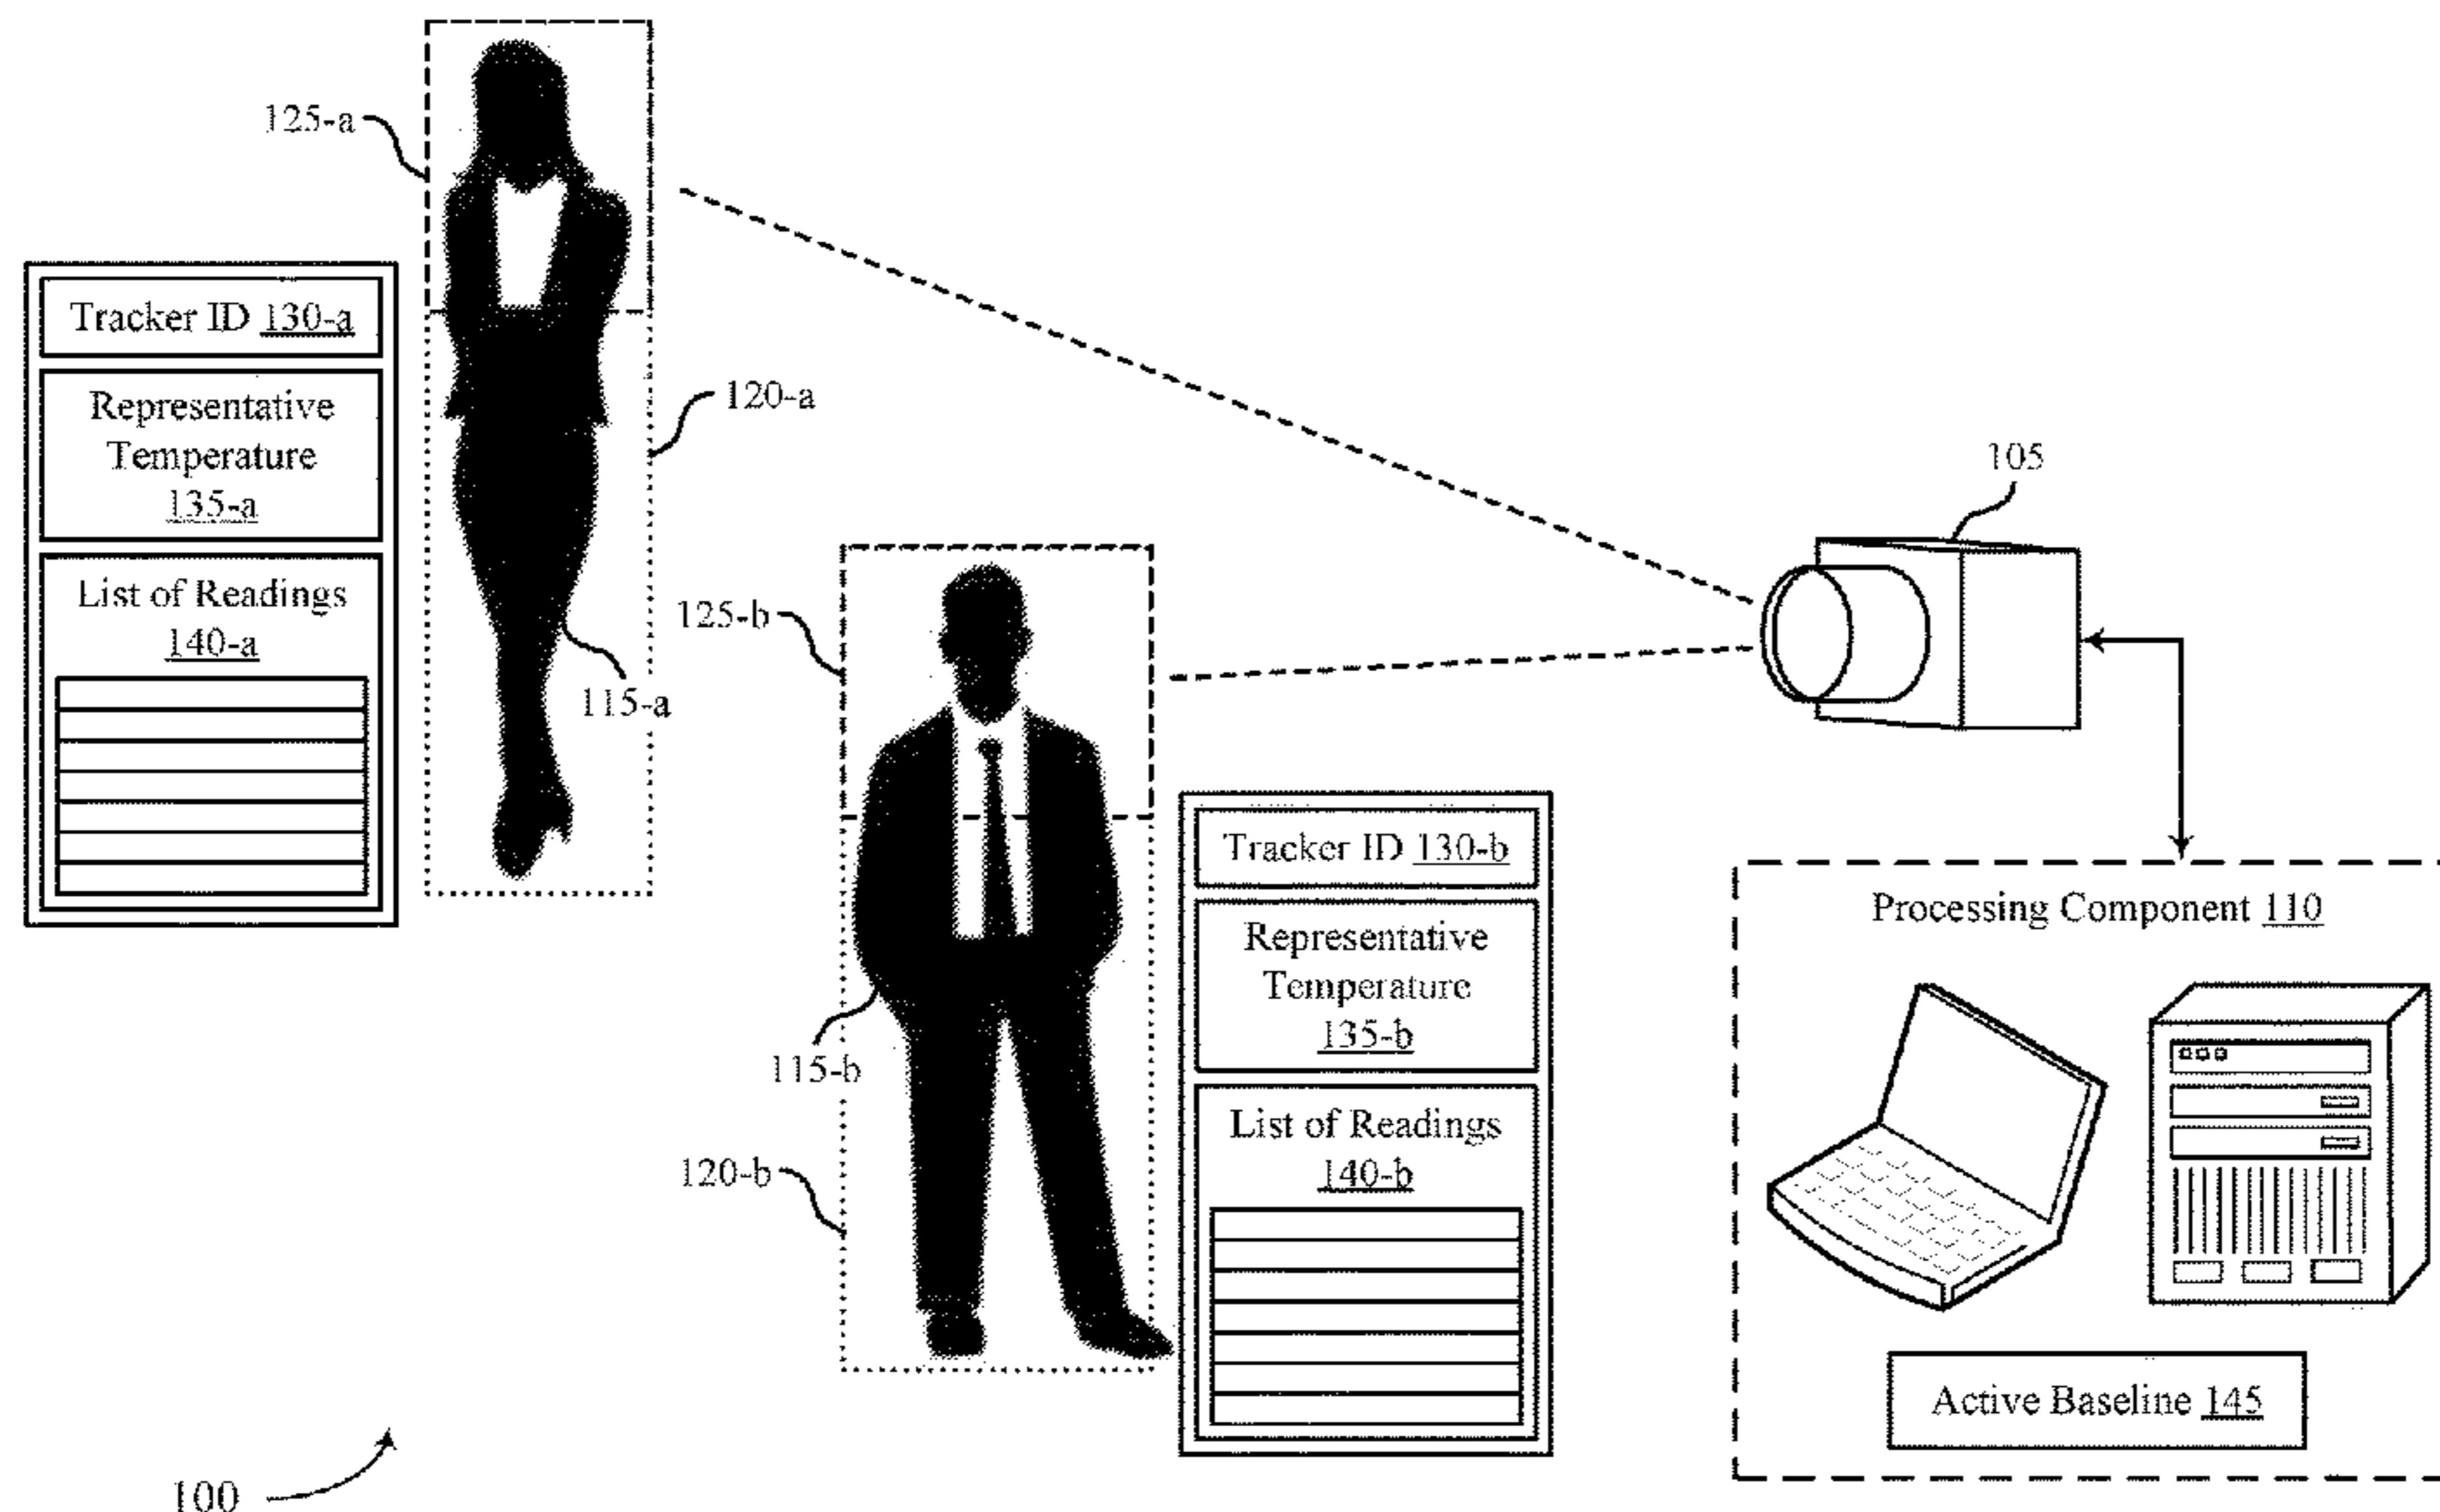 125-a
Tracker ID 130-a
Representative
Temperature
135-a
List of Readings
140-a
120-a
115-a
105
125-b
115-b
120-b
Tracker ID 130-b
Representative
Temperature
135-b
List of Readings
140-b
Processing Component 110
Active Baseline 145
100